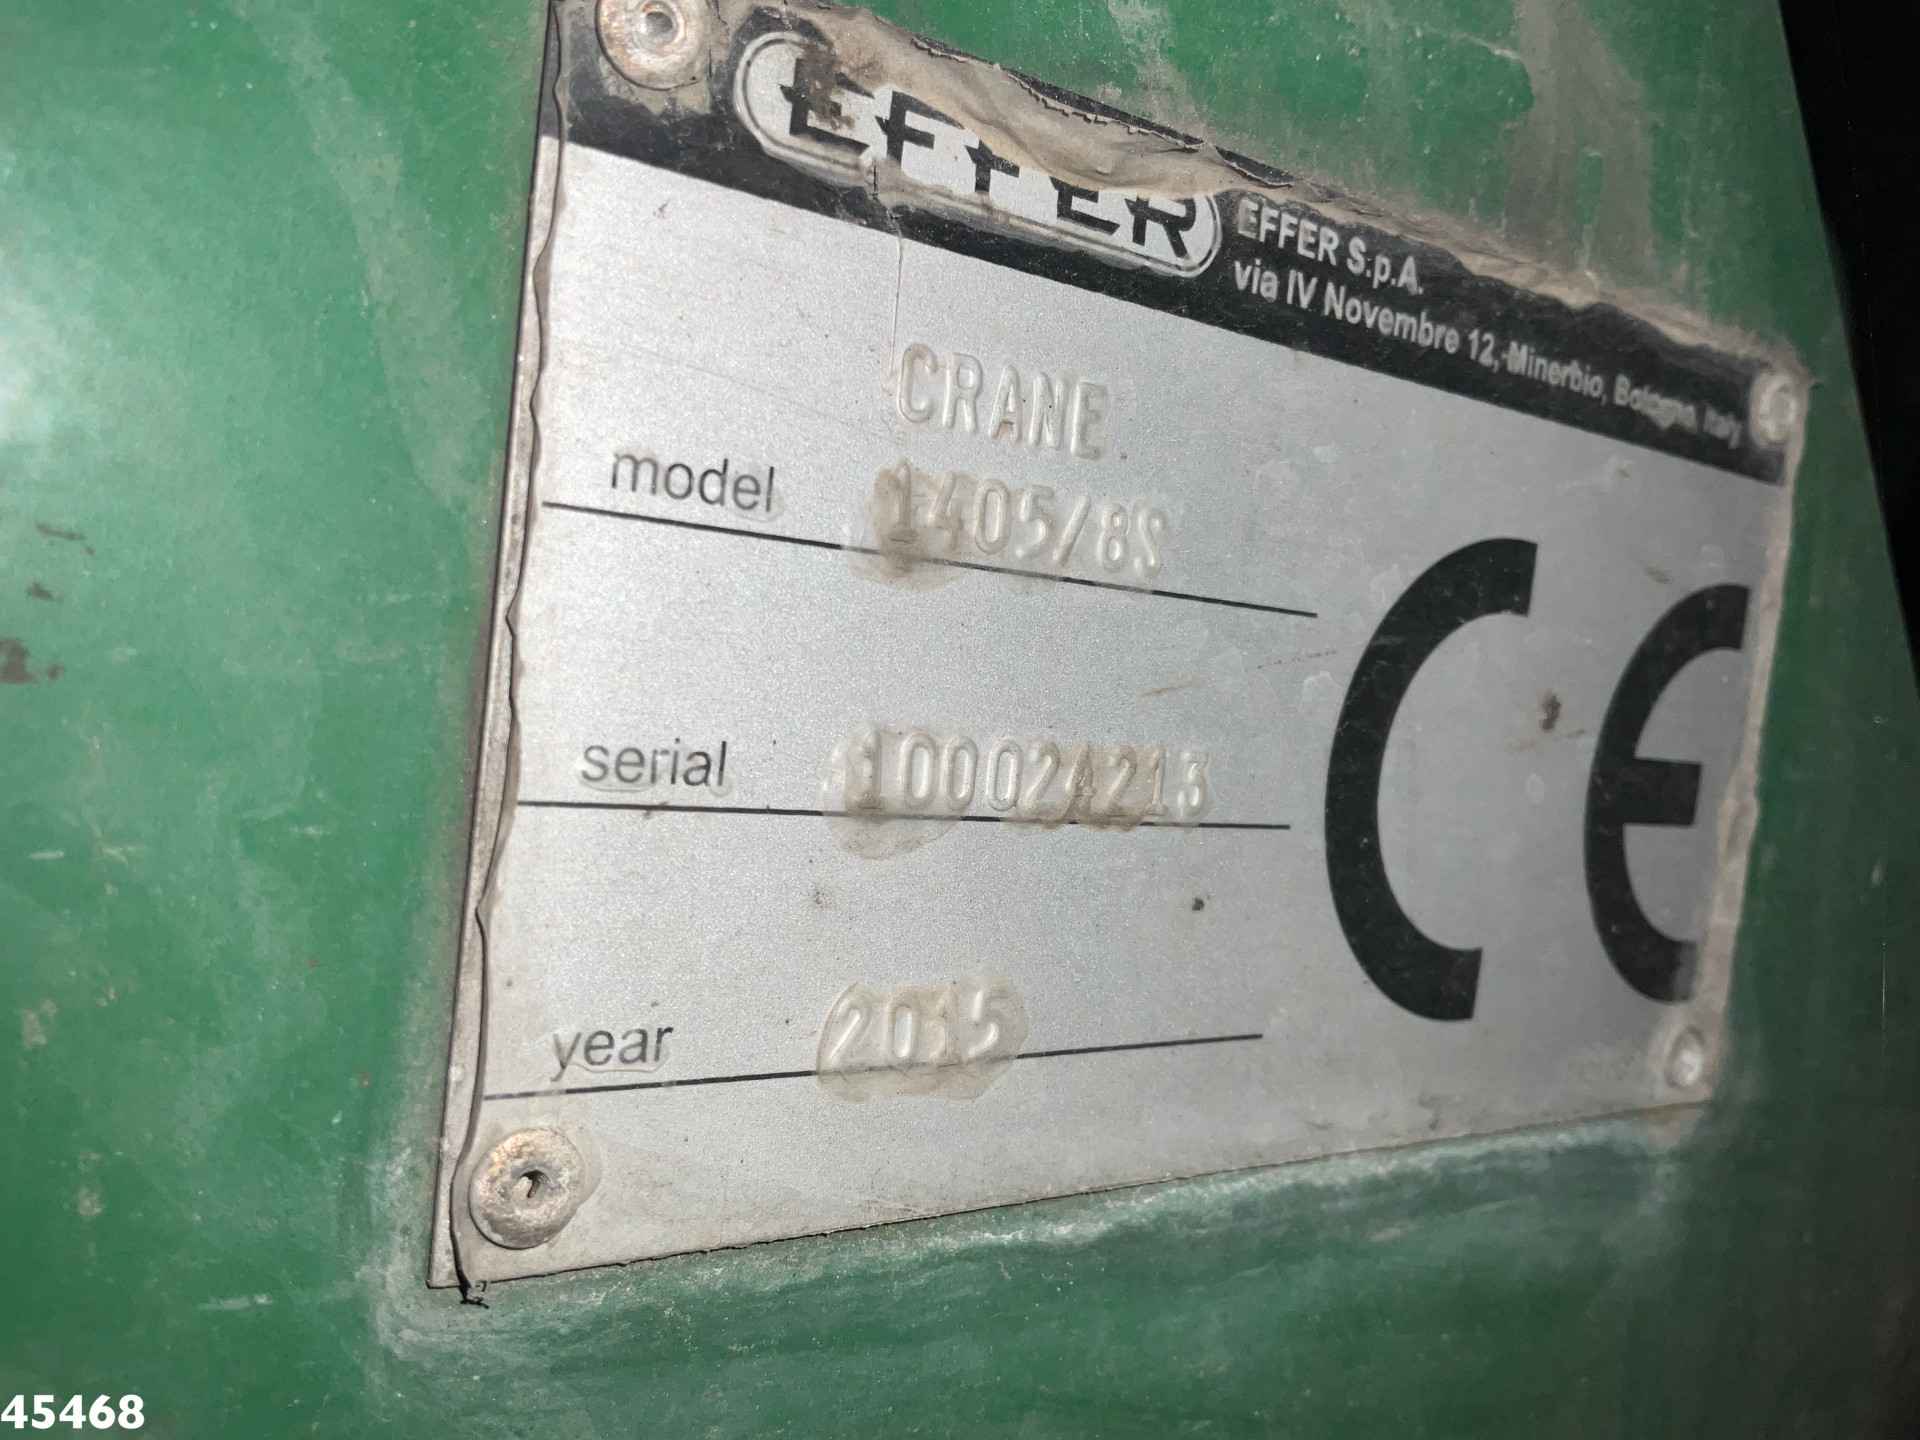 EFFER
EFFER S.p.A.
via IV Novembre 12, Minerbio, Bologna, Italy
CRANE
model 1405/8S
serial 100024213
year 2015
CE
45468